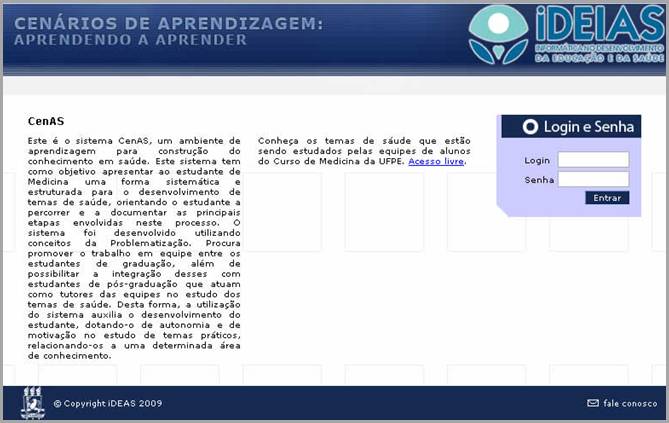 CENÁRIOS DE APRENDIZAGEM:
APRENDENDO A APRENDER
iDEIAS
INFORMÁTICA NO DESENVOLVIMENTO
DA EDUCAÇÃO E DA SAÚDE
CenAS
Este é o sistema CenAS, um ambiente de
aprendizagem para construção do
conhecimento em saúde. Este sistema tem
como objetivo apresentar ao estudante de
Medicina uma forma sistemática e
estruturada para o desenvolvimento de
temas de saúde, orientando o estudante a
percorrer e a documentar as principais
etapas envolvidas neste processo. O
sistema foi desenvolvido utilizando
conceitos da Problematização. Procura
promover o trabalho em equipe entre os
estudantes de graduação, além de
possibilitar a integração desses com
estudantes de pós-graduação que atuam
como tutores das equipes no estudo dos
temas de saúde. Desta forma, a utilização
do sistema auxilia o desenvolvimento do
estudante, dotando-o de autonomia e de
motivação no estudo de temas práticos,
relacionando-os a uma determinada área
de conhecimento.
Conheça os temas de sáude que estão
sendo estudados pelas equipes de alunos
do Curso de Medicina da UFPE. Acesso livre.
Login e Senha
Login
Senha
Entrar
© Copyright iDEAS 2009
fale conosco